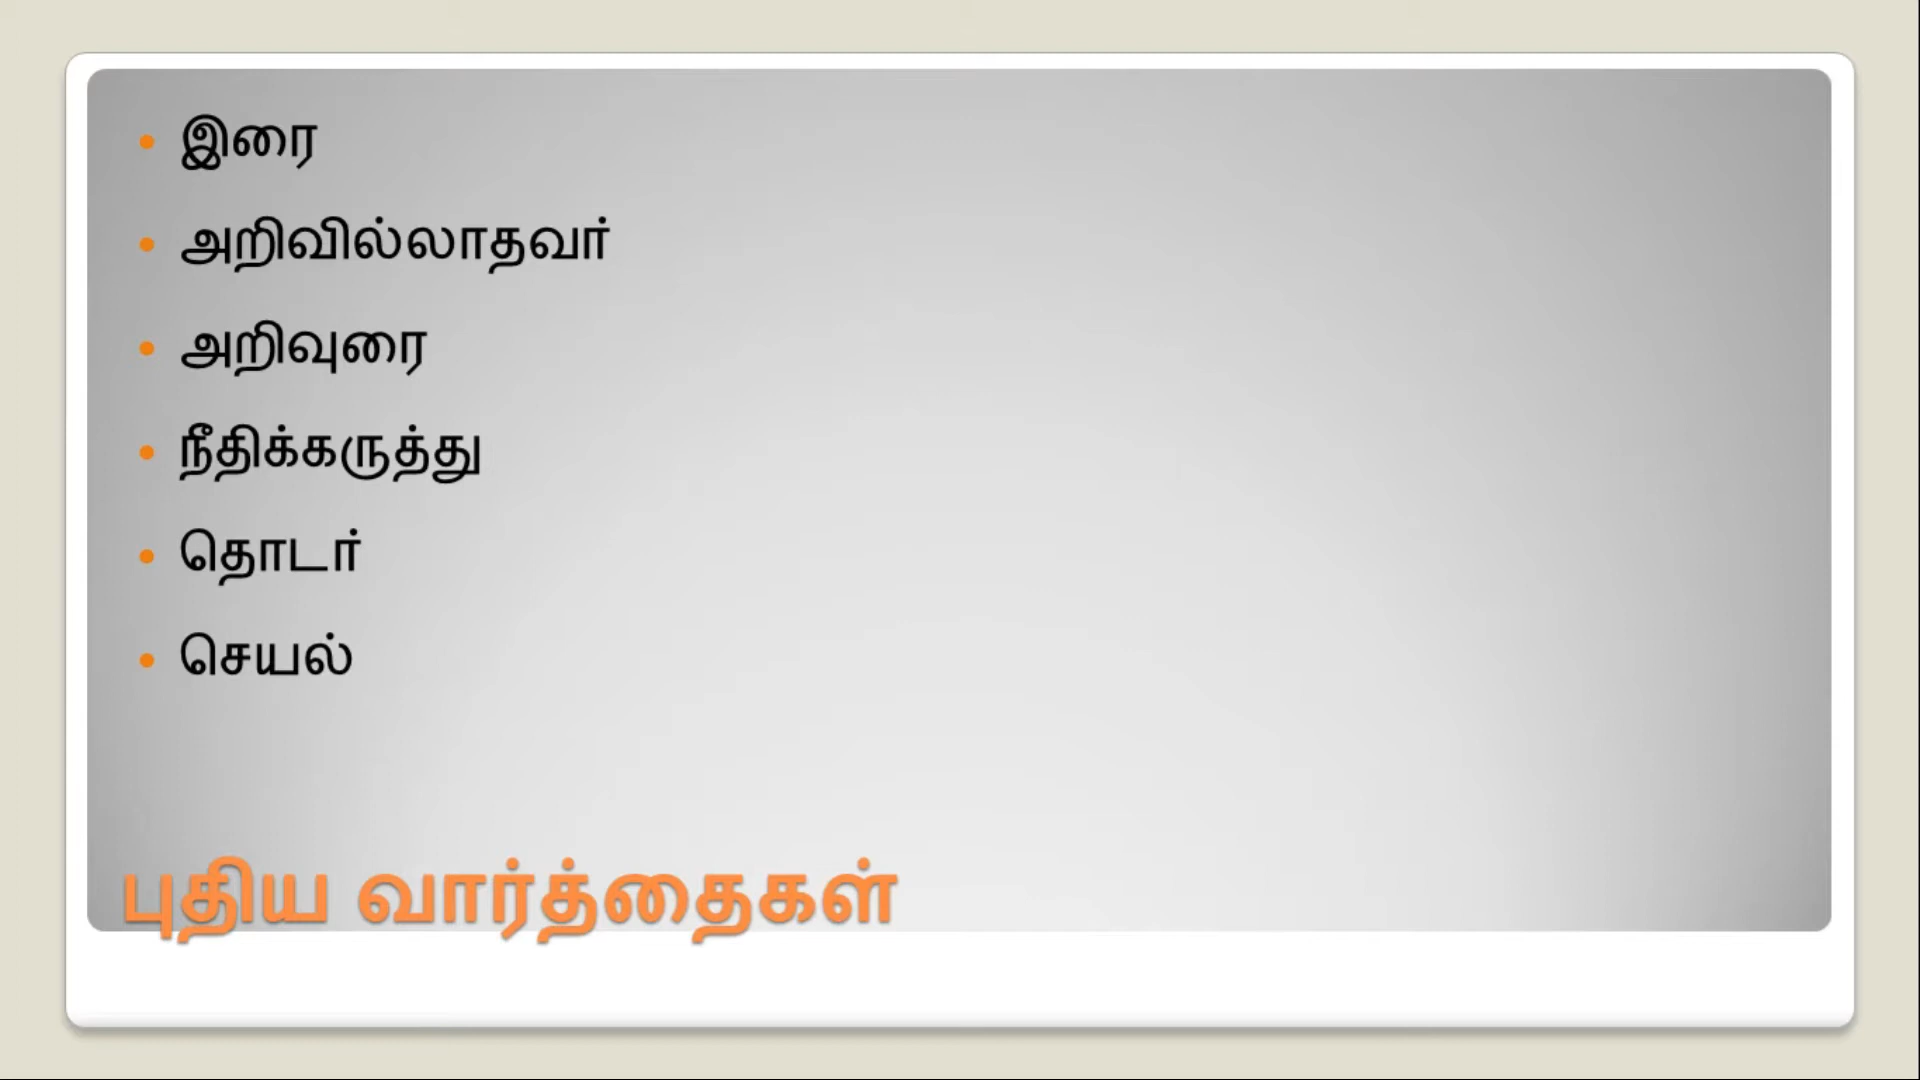 இரை
அறிவில்லாதவர்
அறிவுரை
நீதிக்கருத்து
தொடர்
செயல்
புதிய வார்த்தைகள்